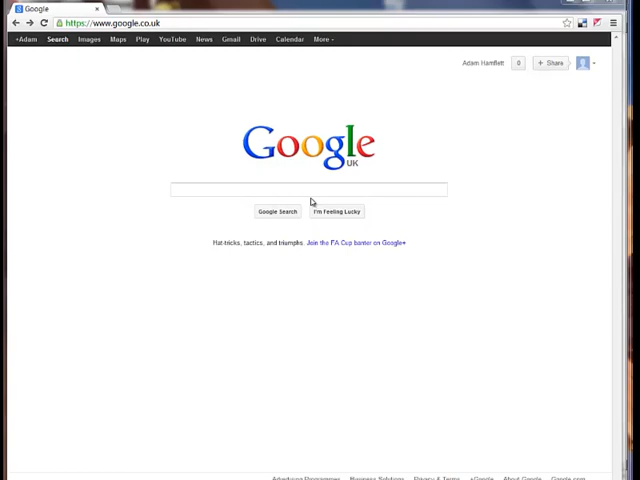 Google
https://www.google.co.uk
+Adam Search Images Maps Play YouTube News Gmail Drive Calendar More
Adam Hamflett 0 + Share
Google
UK
Google Search I'm Feeling Lucky
Hat-tricks, tactics, and triumphs. Join the FA Cup banter on Google+
Advertising Programmes Business Solutions Privacy & Terms +Google About Google Google.com